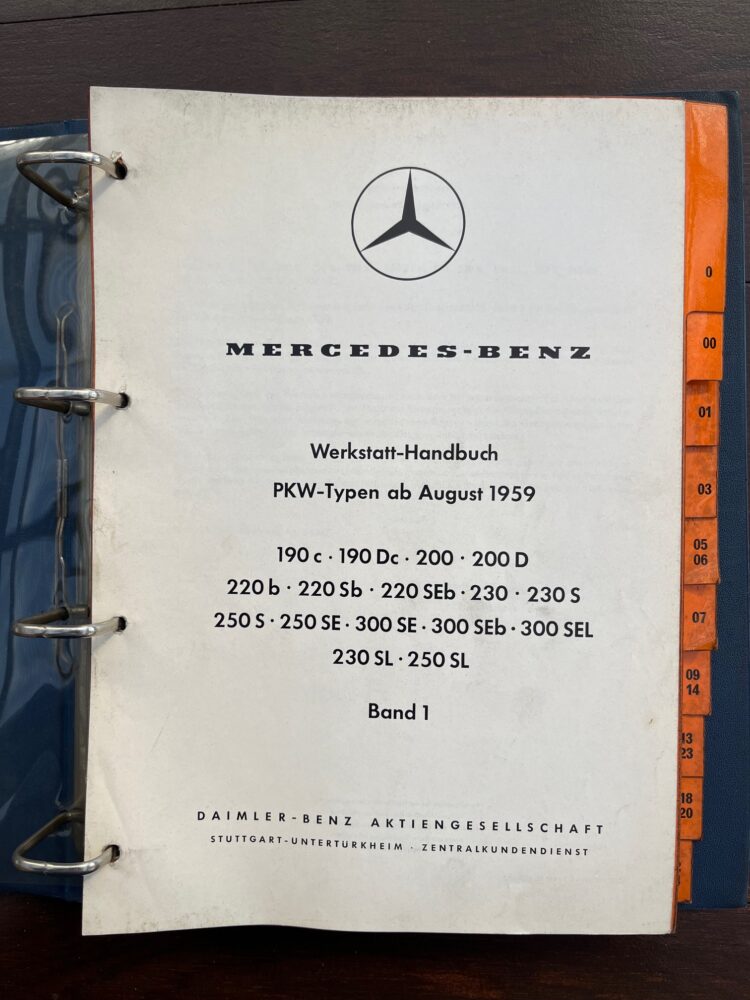 MERCEDES-BENZ
Werkstatt-Handbuch
PKW-Typen ab August 1959
190 c · 190 Dc · 200 · 200 D
220 b · 220 Sb · 220 SEb · 230 · 230 S
250 S · 250 SE · 300 SE · 300 SEb · 300 SEL
230 SL · 250 SL
Band 1
DAIMLER-BENZ AKTIENGESELLSCHAFT
STUTTGART-UNTERTÜRKHEIM · ZENTRALKUNDENDIENST
0
00
01
03
05
06
07
09
14
13
23
18
20